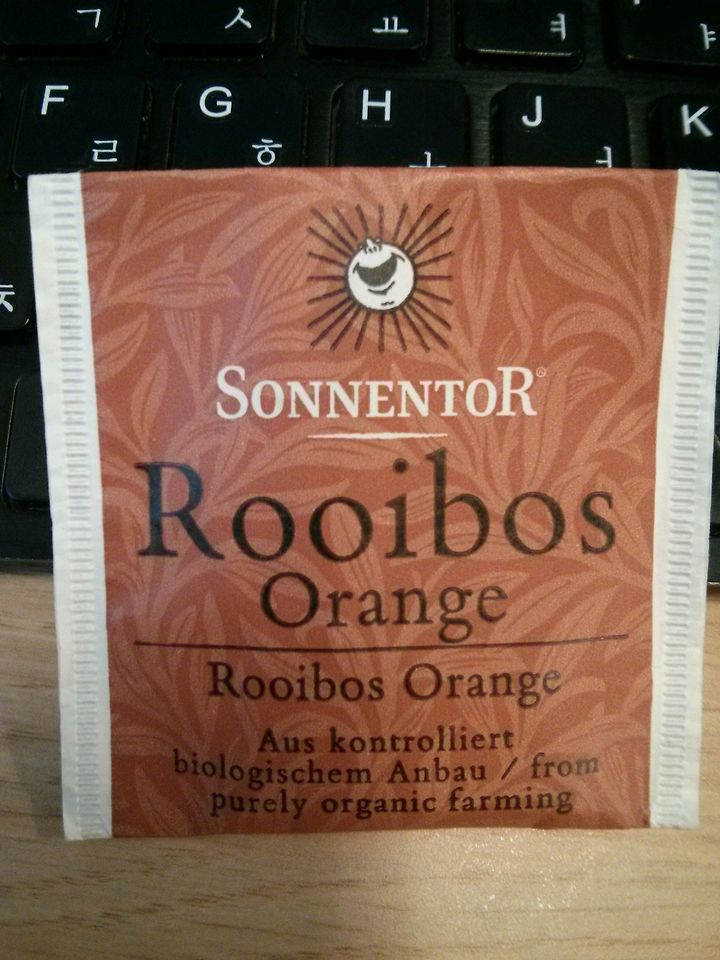 ㄱ ㅅ ㅛ ㅕ ㅑ
F G H J K
ㄹ ㅎ ㅗ ㅓ
SONNENTOR®
Rooibos
Orange
Rooibos Orange
Aus kontrolliert
biologischem Anbau / from
purely organic farming